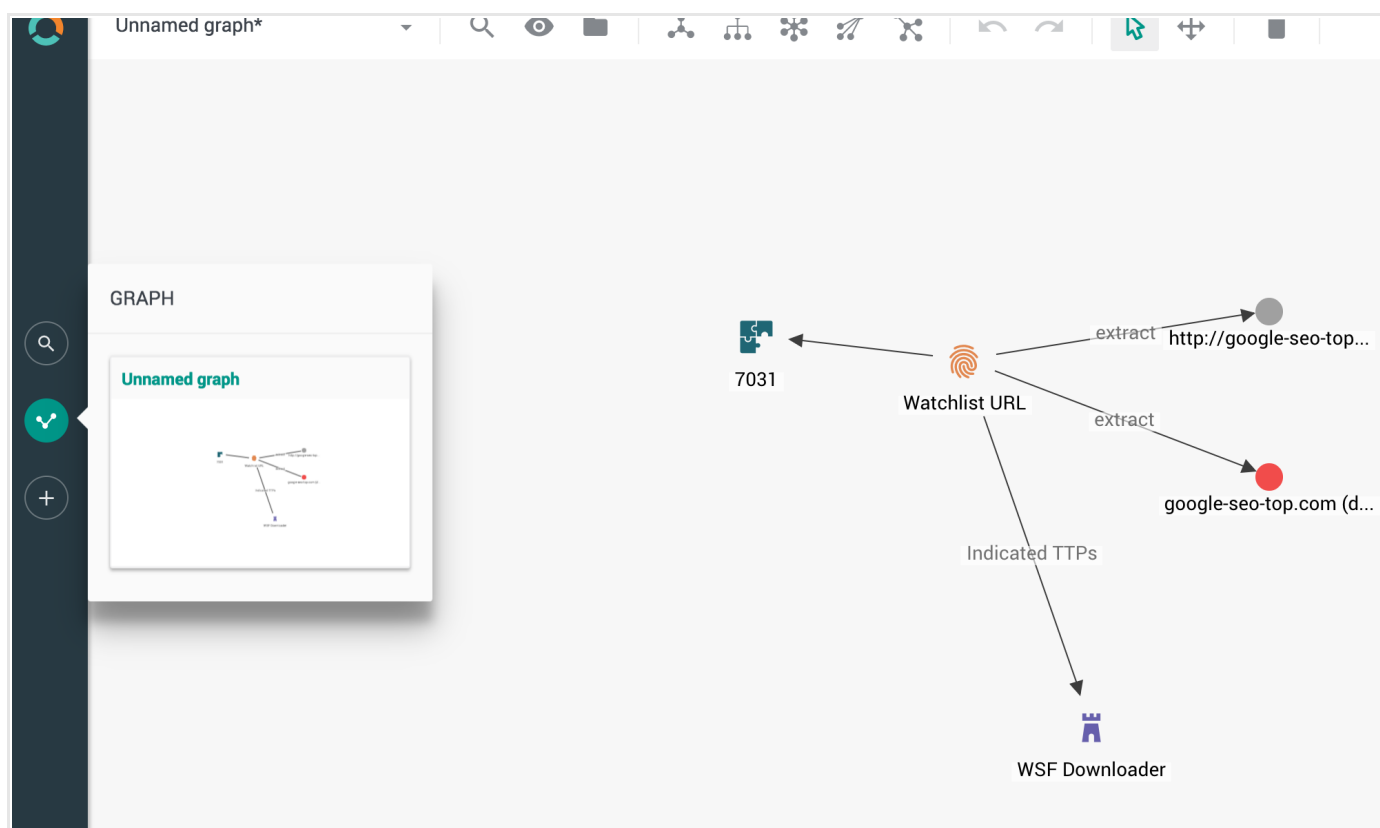 Unnamed graph*
GRAPH
Unnamed graph
7031
Watchlist URL
extract
http://google-seo-top...
extract
google-seo-top.com (d...
Indicated TTPs
WSF Downloader